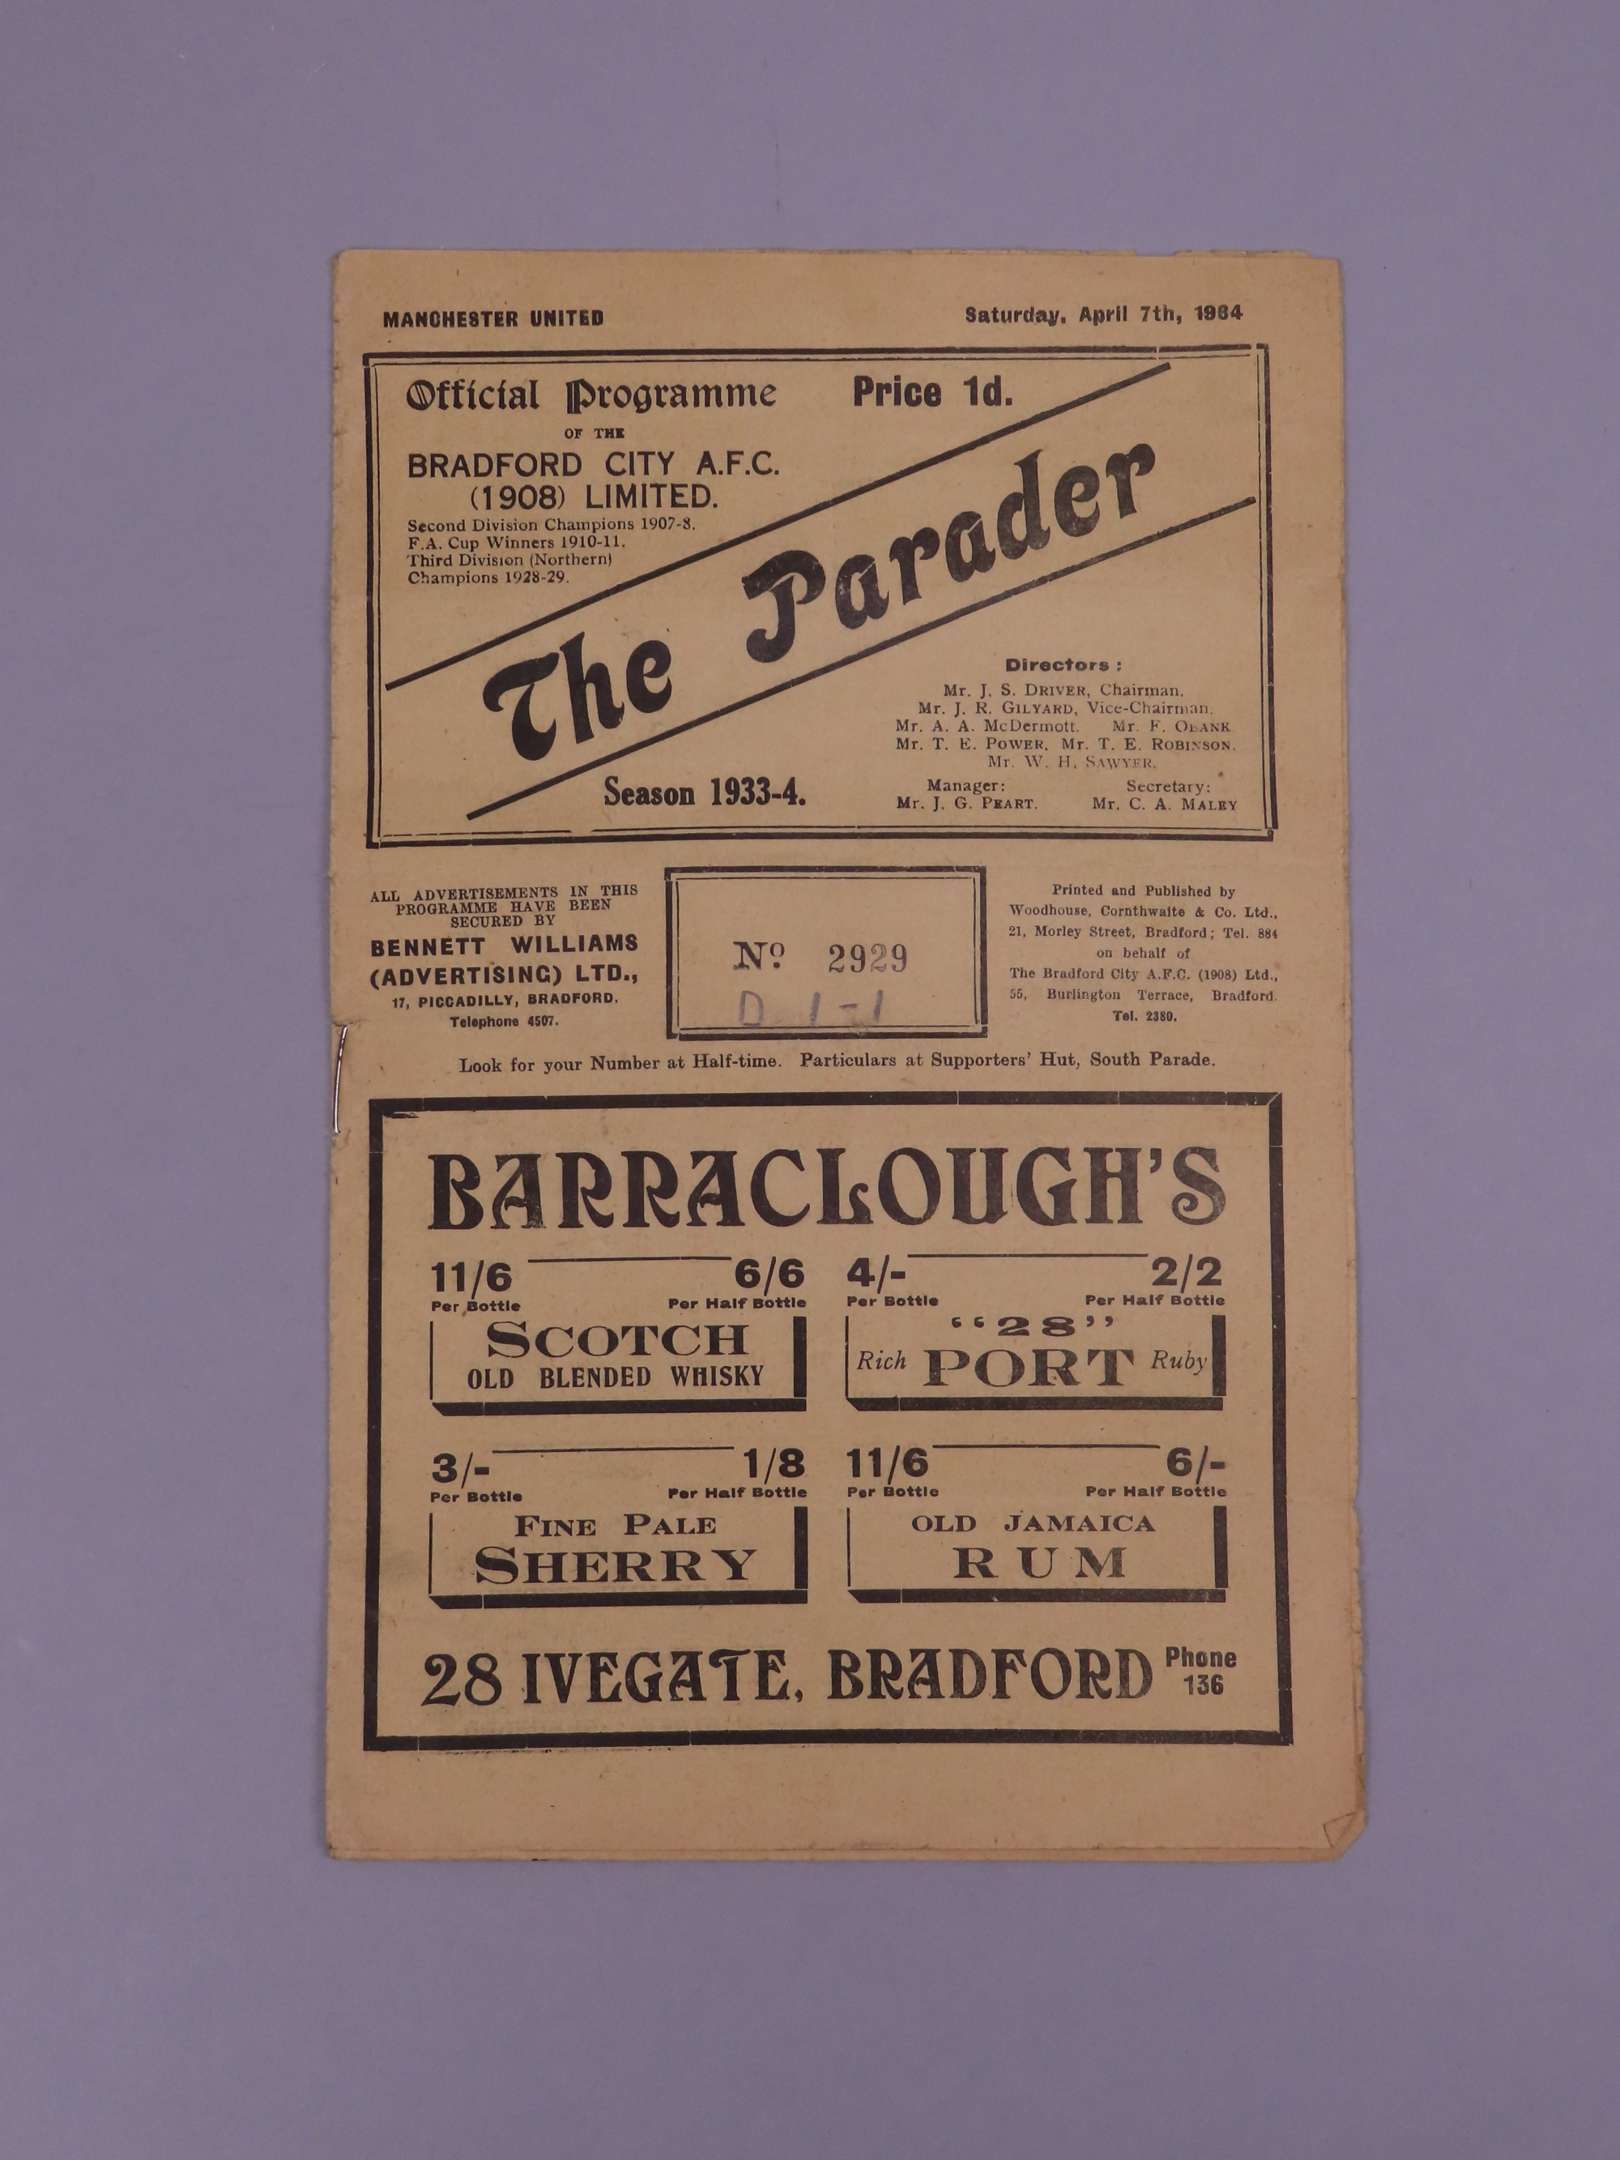 MANCHESTER UNITED
Saturday, April 7th, 1934
Official Programme
Price 1d.
OF THE
BRADFORD CITY A.F.C.
(1908) LIMITED.
Second Division Champions 1907-8.
F.A. Cup Winners 1910-11.
Third Division (Northern)
Champions 1928-29.
The Parader
Directors :
Mr. J. S. DRIVER, Chairman.
Mr. J. R. GILYARD, Vice-Chairman.
Mr. A. A. McDermott. Mr. F. OBANK
Mr. T. E. POWER, Mr. T. E. ROBINSON.
Mr. W. H. SAWYER.
Season 1933-4.
Manager: Secretary:
Mr. J. G. PEART. Mr. C. A. MALEY
ALL ADVERTISEMENTS IN THIS
PROGRAMME HAVE BEEN
SECURED BY
BENNETT WILLIAMS
(ADVERTISING) LTD.,
17, PICCADILLY, BRADFORD.
Telephone 4507.
No 2929
D 1-1
Printed and Published by
Woodhouse, Cornthwaite & Co. Ltd.,
21, Morley Street, Bradford; Tel. 884
on behalf of
The Bradford City A.F.C. (1908) Ltd.,
55, Burlington Terrace, Bradford.
Tel. 2380.
Look for your Number at Half-time. Particulars at Supporters' Hut, South Parade.
BARRACLOUGH'S
11/6 6/6
Per Bottle Per Half Bottle
SCOTCH
OLD BLENDED WHISKY
4/- 2/2
Per Bottle Per Half Bottle
"28"
Rich PORT Ruby
3/- 1/8
Per Bottle Per Half Bottle
FINE PALE
SHERRY
11/6 6/-
Per Bottle Per Half Bottle
OLD JAMAICA
RUM
28 IVEGATE, BRADFORD Phone
136